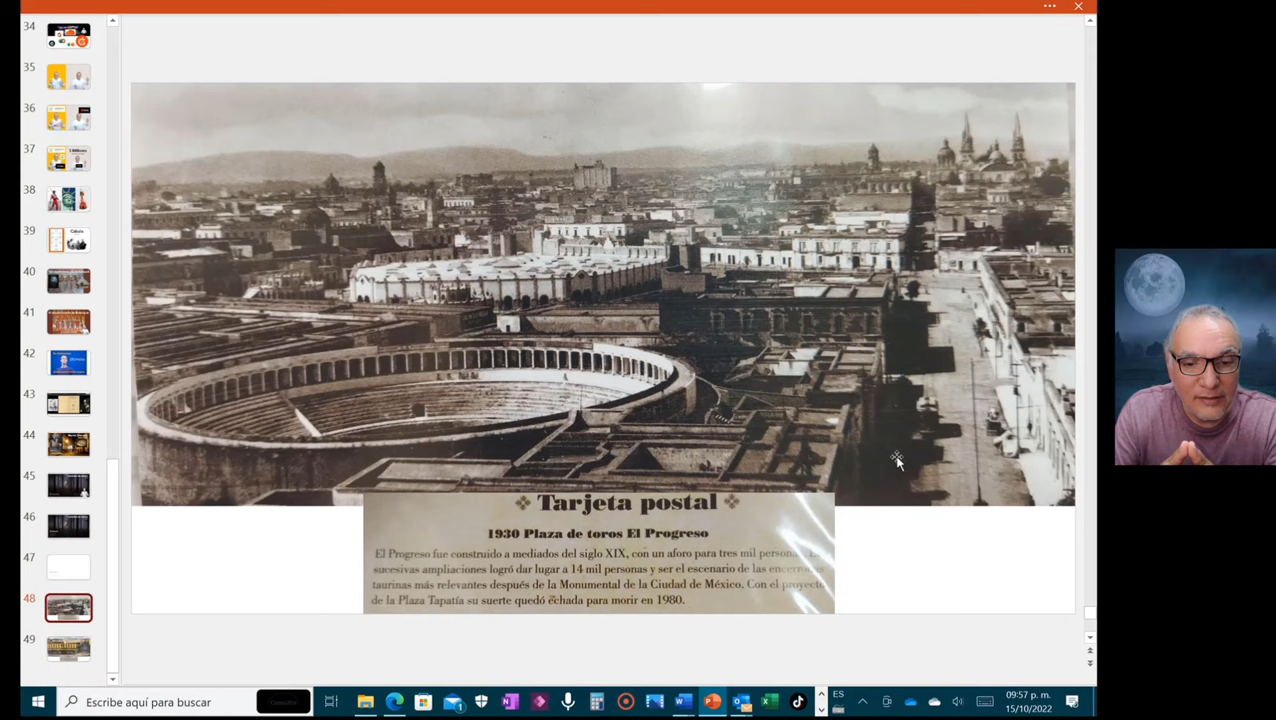 34
35
36
37
38
39
40
41
42
43
44
45
46
47
48
49
Tarjeta postal
1930 Plaza de toros El Progreso
El Progreso fue construido a mediados del siglo XIX, con un aforo para tres mil
sucesivas ampliaciones logró dar lugar a 14 mil personas y ser el escenario de las
taurinas más relevantes después de la Monumental de la Ciudad de México. Con el proyecto
de la Plaza Tapatía su suerte quedó echada para morir en 1980.
Escribe aquí para buscar
ES
09:57 p. m.
15/10/2022